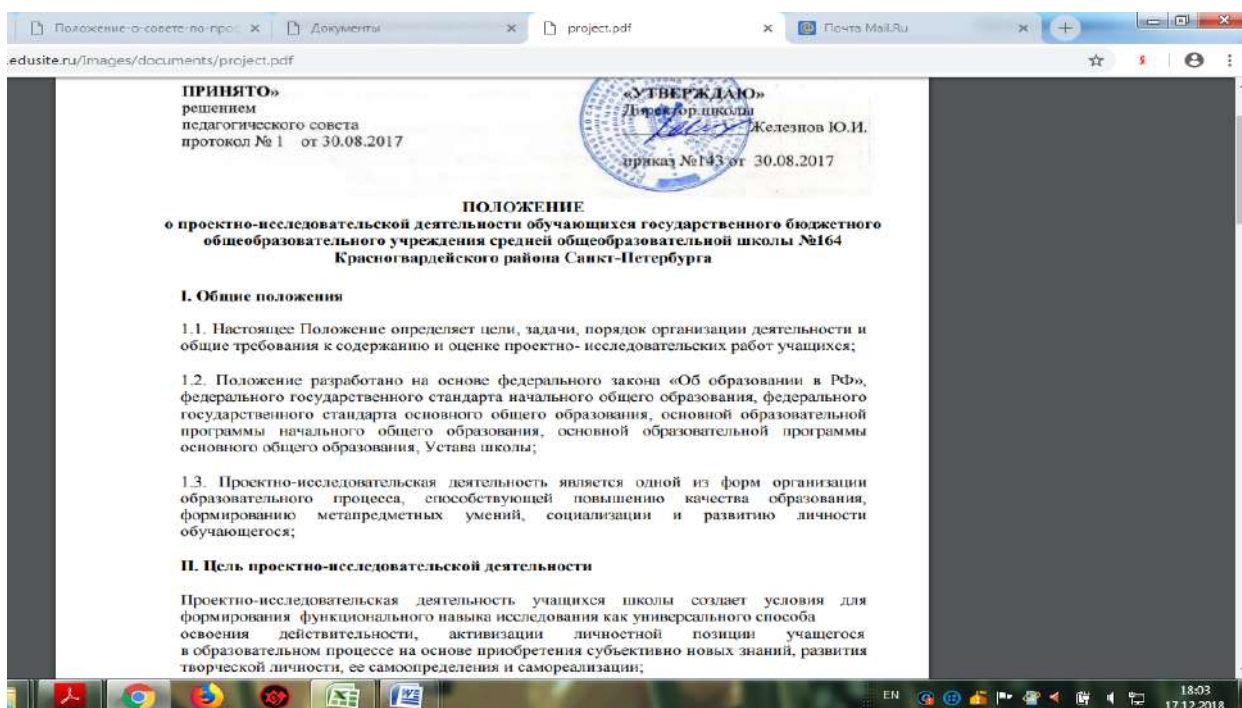 Положение-о-совете-по-про
Документы
project.pdf
Почта Mail.Ru
.edusite.ru/Images/documents/project.pdf
ПРИНЯТО»
решением
педагогического совета
протокол № 1 от 30.08.2017
«УТВЕРЖДАЮ»
Директор школы
Железнов Ю.И.
приказ №143 от 30.08.2017
ПОЛОЖЕНИЕ
о проектно-исследовательской деятельности обучающихся государственного бюджетного
общеобразовательного учреждения средней общеобразовательной школы №164
Красногвардейского района Санкт-Петербурга
I. Общие положения
1.1. Настоящее Положение определяет цели, задачи, порядок организации деятельности и
общие требования к содержанию и оценке проектно- исследовательских работ учащихся;
1.2. Положение разработано на основе федерального закона «Об образовании в РФ»,
федерального государственного стандарта начального общего образования, федерального
государственного стандарта основного общего образования, основной образовательной
программы начального общего образования, основной образовательной программы
основного общего образования, Устава школы;
1.3. Проектно-исследовательская деятельность является одной из форм организации
образовательного процесса, способствующей повышению качества образования,
формированию метапредметных умений, социализации и развитию личности
обучающегося;
II. Цель проектно-исследовательской деятельности
Проектно-исследовательская деятельность учащихся школы создает условия для
формирования функционального навыка исследования как универсального способа
освоения действительности, активизации личностной позиции учащегося
в образовательном процессе на основе приобретения субъективно новых знаний, развития
творческой личности, ее самоопределения и самореализации;
EN
18:03
17.12.2018